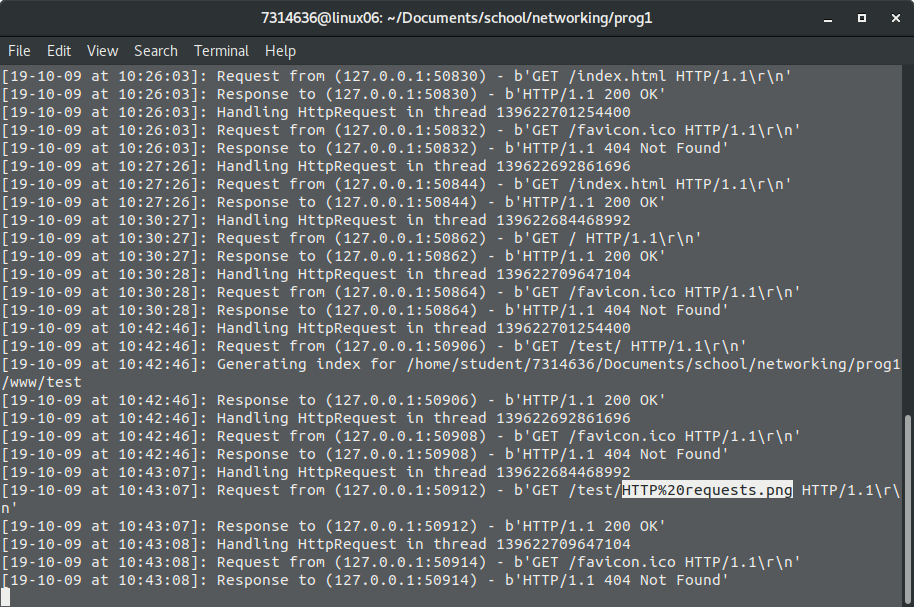 7314636@linux06: ~/Documents/school/networking/prog1
File Edit View Search Terminal Help
[19-10-09 at 10:26:03]: Request from (127.0.0.1:50830) - b'GET /index.html HTTP/1.1\r\n'
[19-10-09 at 10:26:03]: Response to (127.0.0.1:50830) - b'HTTP/1.1 200 OK'
[19-10-09 at 10:26:03]: Handling HttpRequest in thread 139622701254400
[19-10-09 at 10:26:03]: Request from (127.0.0.1:50832) - b'GET /favicon.ico HTTP/1.1\r\n'
[19-10-09 at 10:26:03]: Response to (127.0.0.1:50832) - b'HTTP/1.1 404 Not Found'
[19-10-09 at 10:27:26]: Handling HttpRequest in thread 139622692861696
[19-10-09 at 10:27:26]: Request from (127.0.0.1:50844) - b'GET /index.html HTTP/1.1\r\n'
[19-10-09 at 10:27:26]: Response to (127.0.0.1:50844) - b'HTTP/1.1 200 OK'
[19-10-09 at 10:30:27]: Handling HttpRequest in thread 139622684468992
[19-10-09 at 10:30:27]: Request from (127.0.0.1:50862) - b'GET / HTTP/1.1\r\n'
[19-10-09 at 10:30:27]: Response to (127.0.0.1:50862) - b'HTTP/1.1 200 OK'
[19-10-09 at 10:30:28]: Handling HttpRequest in thread 139622709647104
[19-10-09 at 10:30:28]: Request from (127.0.0.1:50864) - b'GET /favicon.ico HTTP/1.1\r\n'
[19-10-09 at 10:30:28]: Response to (127.0.0.1:50864) - b'HTTP/1.1 404 Not Found'
[19-10-09 at 10:42:46]: Handling HttpRequest in thread 139622701254400
[19-10-09 at 10:42:46]: Request from (127.0.0.1:50906) - b'GET /test/ HTTP/1.1\r\n'
[19-10-09 at 10:42:46]: Generating index for /home/student/7314636/Documents/school/networking/prog1
/www/test
[19-10-09 at 10:42:46]: Response to (127.0.0.1:50906) - b'HTTP/1.1 200 OK'
[19-10-09 at 10:42:46]: Handling HttpRequest in thread 139622692861696
[19-10-09 at 10:42:46]: Request from (127.0.0.1:50908) - b'GET /favicon.ico HTTP/1.1\r\n'
[19-10-09 at 10:42:46]: Response to (127.0.0.1:50908) - b'HTTP/1.1 404 Not Found'
[19-10-09 at 10:43:07]: Handling HttpRequest in thread 139622684468992
[19-10-09 at 10:43:07]: Request from (127.0.0.1:50912) - b'GET /test/HTTP%20requests.png HTTP/1.1\r\
n'
[19-10-09 at 10:43:07]: Response to (127.0.0.1:50912) - b'HTTP/1.1 200 OK'
[19-10-09 at 10:43:08]: Handling HttpRequest in thread 139622709647104
[19-10-09 at 10:43:08]: Request from (127.0.0.1:50914) - b'GET /favicon.ico HTTP/1.1\r\n'
[19-10-09 at 10:43:08]: Response to (127.0.0.1:50914) - b'HTTP/1.1 404 Not Found'